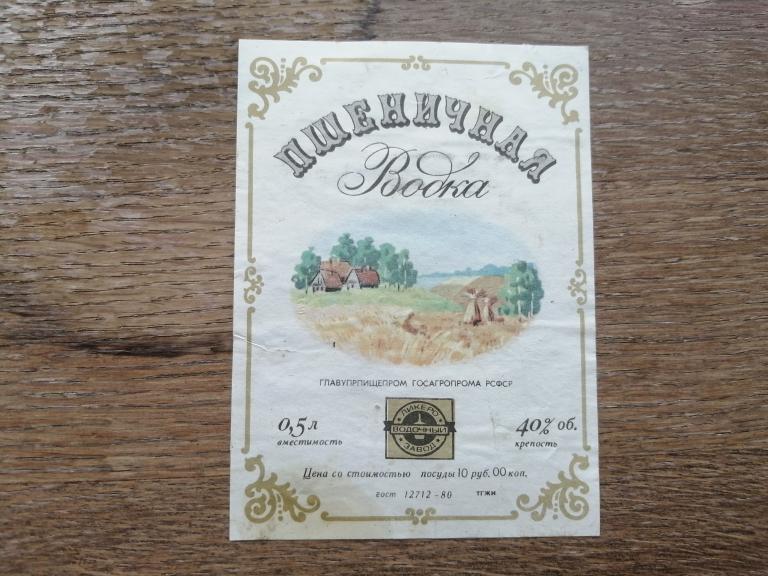 ПШЕНИЧНАЯ
Водка
ГЛАВУПРПИЩЕПРОМ ГОСАГРОПРОМА РСФСР
0,5 л
вместимость
ЛИКЕРО
ВОДОЧНЫЙ
ЗАВОД
40% об.
крепость
Цена со стоимостью посуды 10 руб. 00 коп.
гост 12712-80 тгжи